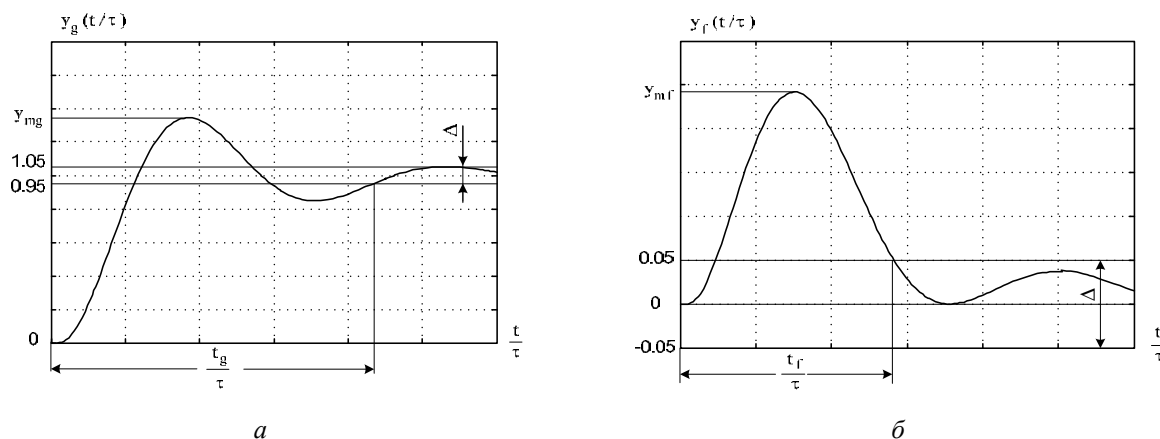 y_g (t/τ)
y_mg
1.05
0.95
0
Δ
t/τ
t_g/τ
а
y_f (t/τ)
y_mf
0.05
0
-0.05
Δ
t/τ
t_f/τ
б